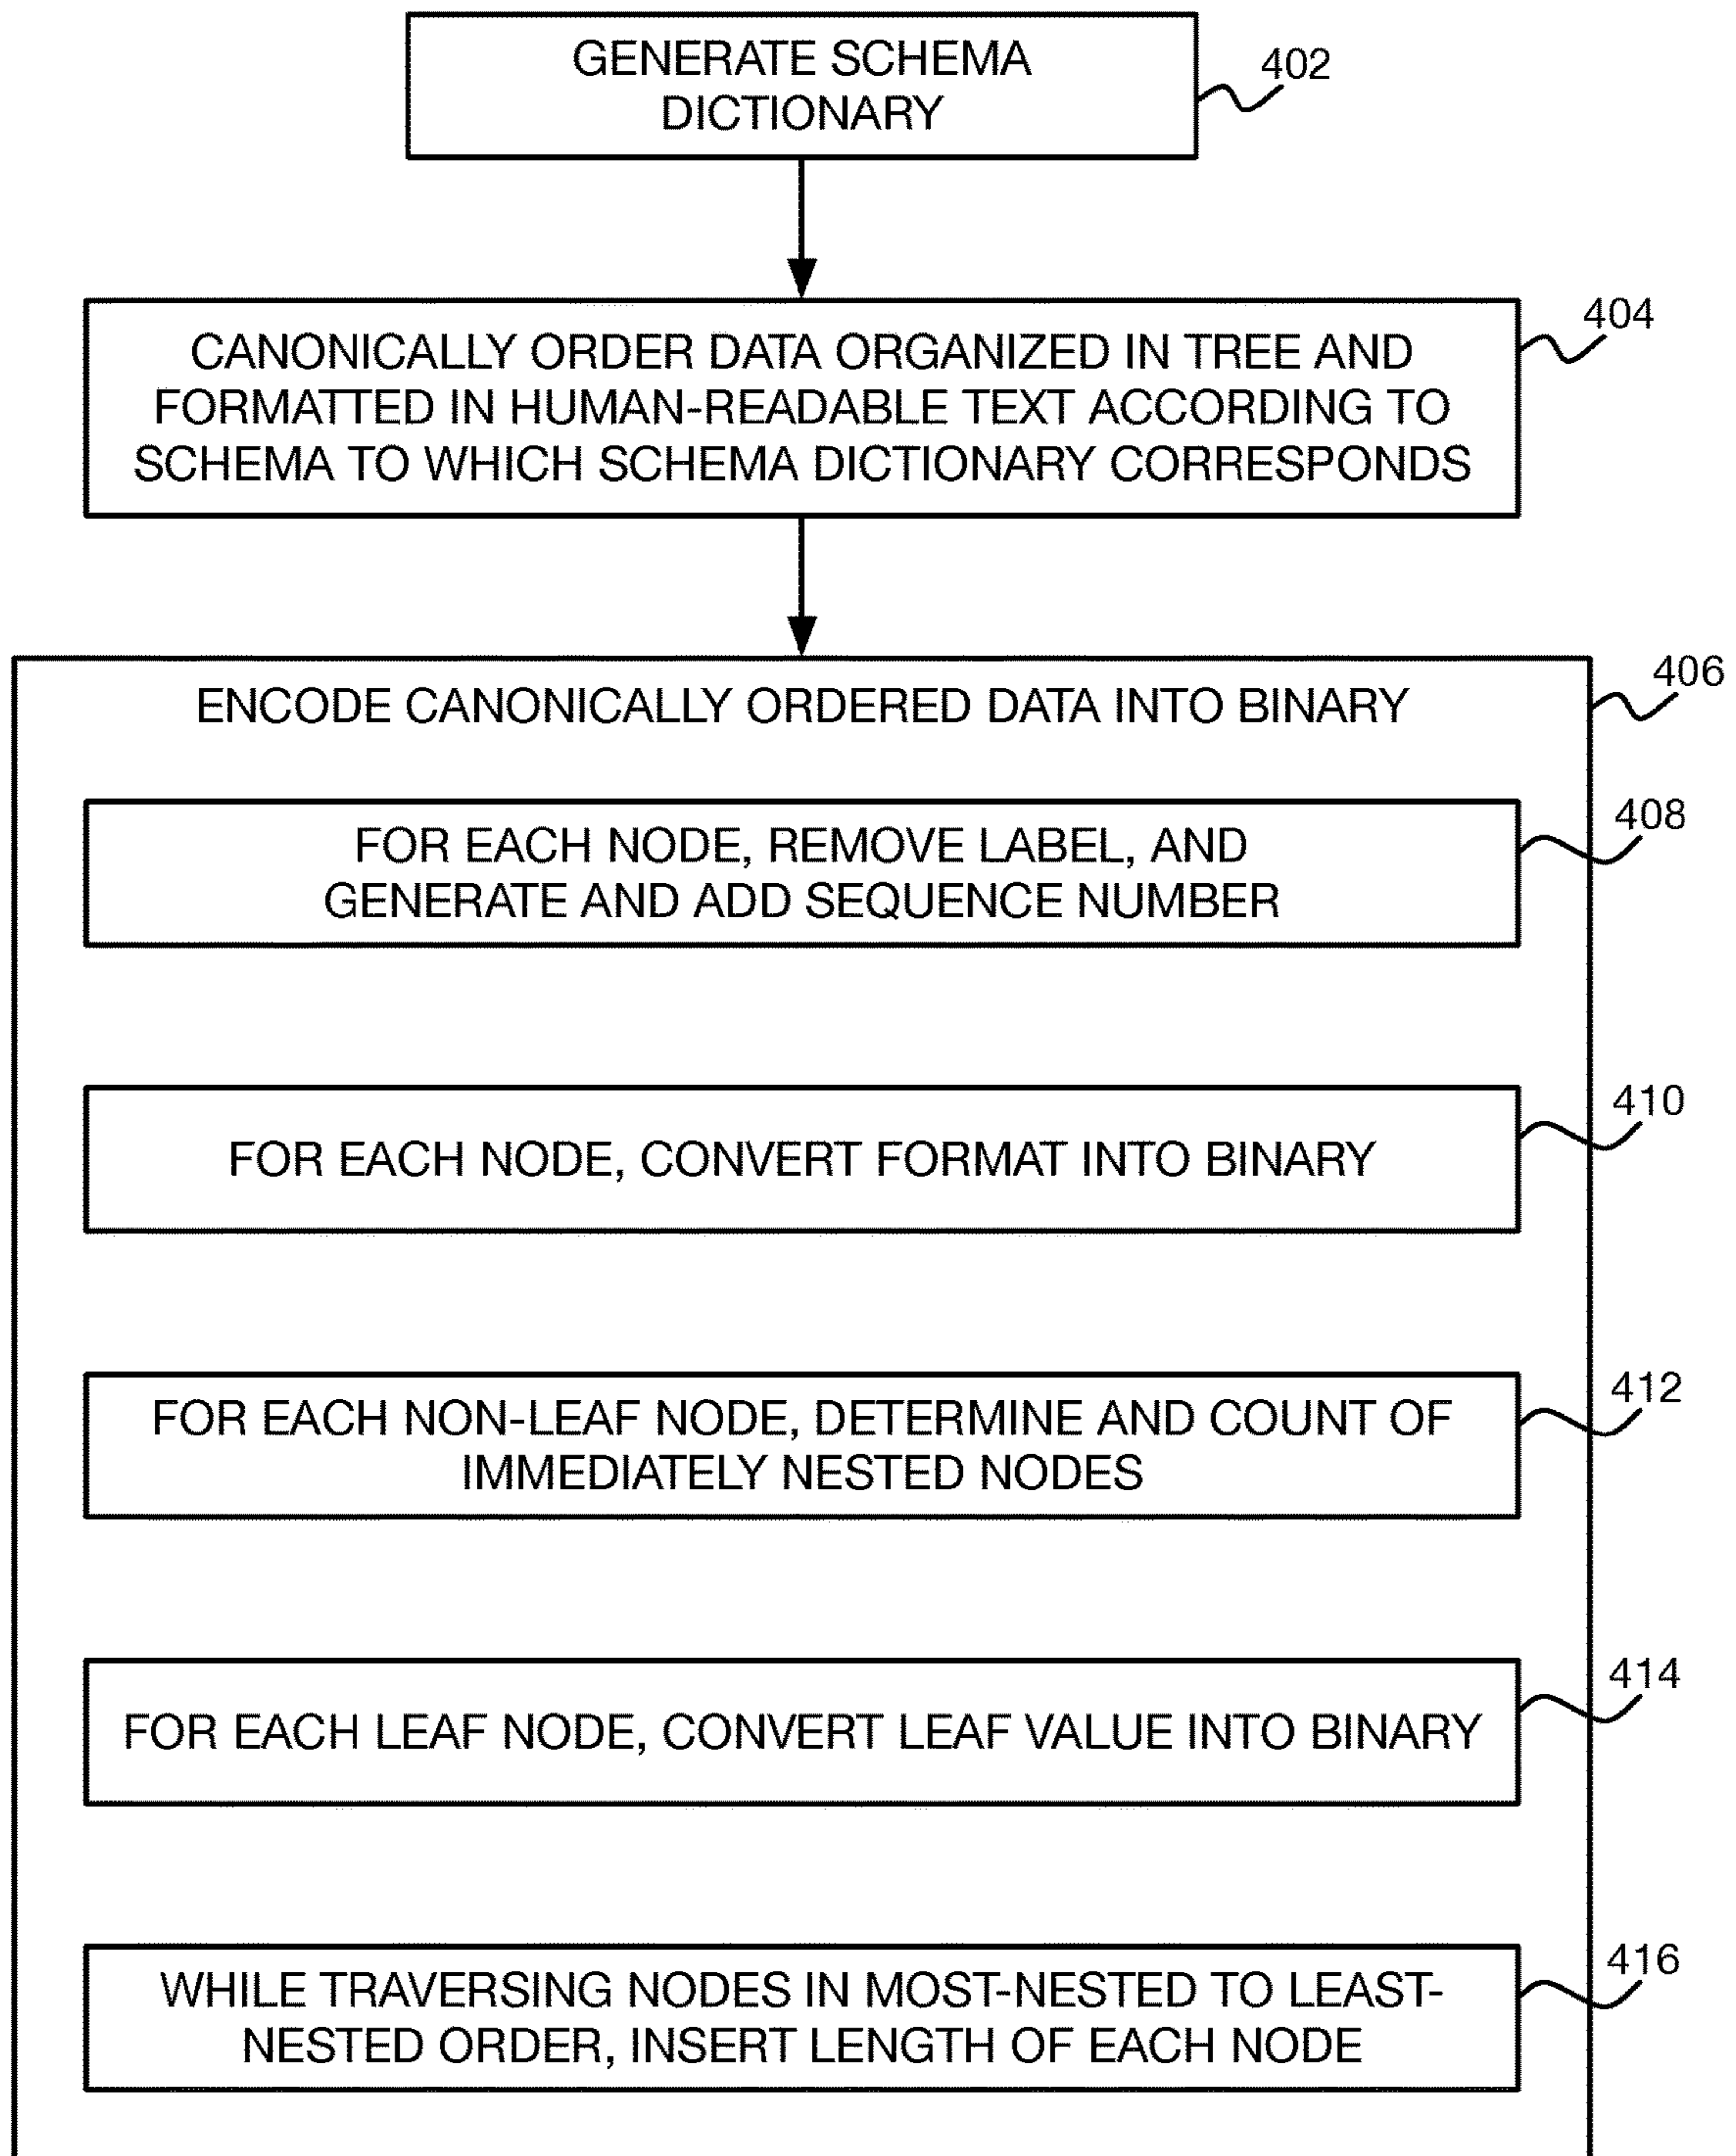 GENERATE SCHEMA
DICTIONARY
402
CANONICALLY ORDER DATA ORGANIZED IN TREE AND
FORMATTED IN HUMAN-READABLE TEXT ACCORDING TO
SCHEMA TO WHICH SCHEMA DICTIONARY CORRESPONDS
404
ENCODE CANONICALLY ORDERED DATA INTO BINARY
406
FOR EACH NODE, REMOVE LABEL, AND
GENERATE AND ADD SEQUENCE NUMBER
408
FOR EACH NODE, CONVERT FORMAT INTO BINARY
410
FOR EACH NON-LEAF NODE, DETERMINE AND COUNT OF
IMMEDIATELY NESTED NODES
412
FOR EACH LEAF NODE, CONVERT LEAF VALUE INTO BINARY
414
WHILE TRAVERSING NODES IN MOST-NESTED TO LEAST-
NESTED ORDER, INSERT LENGTH OF EACH NODE
416